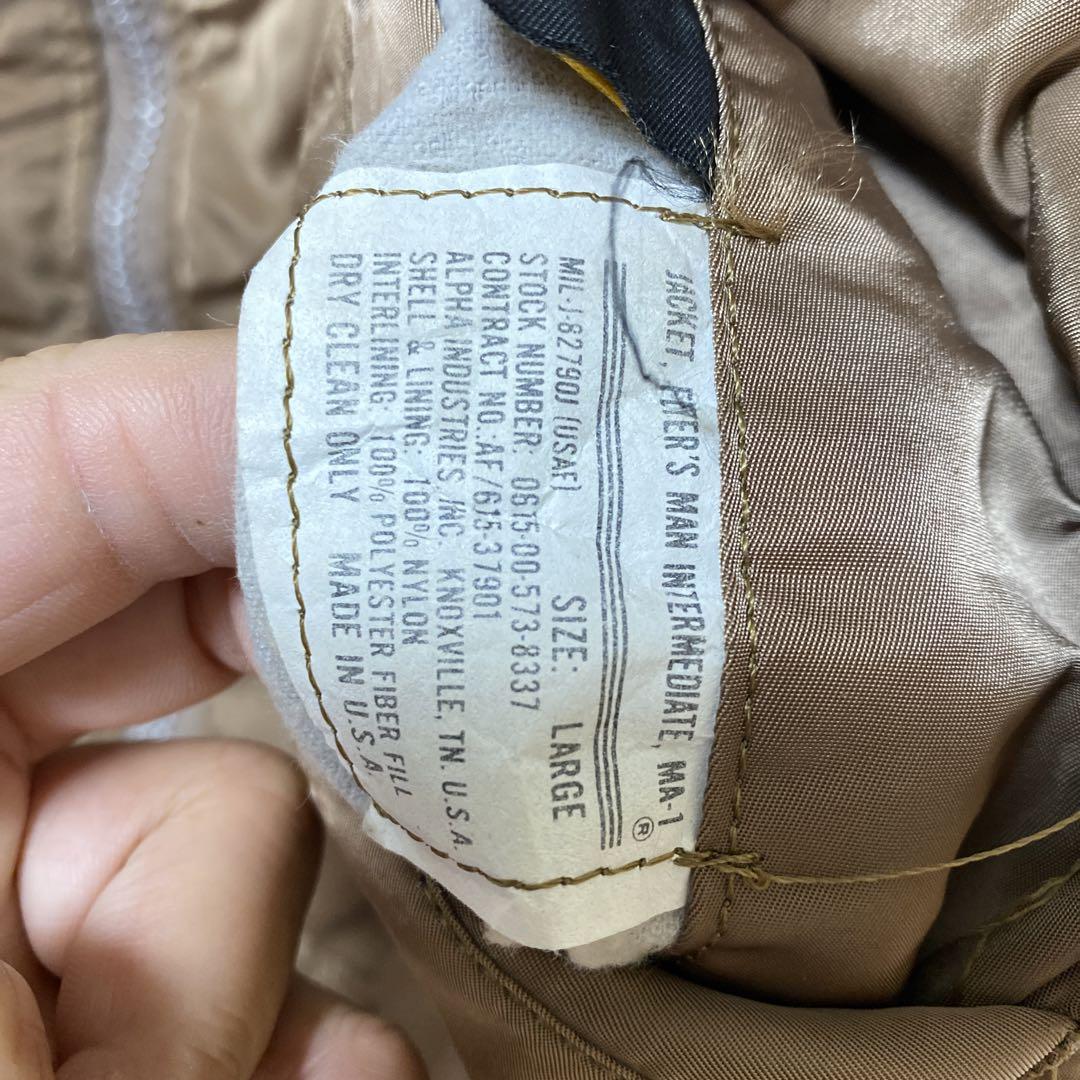 JACKET, FLYER'S MAN INTERMEDIATE, MA-1
®
SIZE: LARGE
MIL-J-8279D) (USAF)
STOCK NUMBER: 0615-00-573-8337
CONTRACT NO. AF/615-37901
ALPHA INDUSTRIES INC. KNOXVILLE, TN. U.S.A.
SHELL & LINING: 100% NYLON
INTERLINING: 100% POLYESTER FIBER FILL
DRY CLEAN ONLY MADE IN U.S.A.